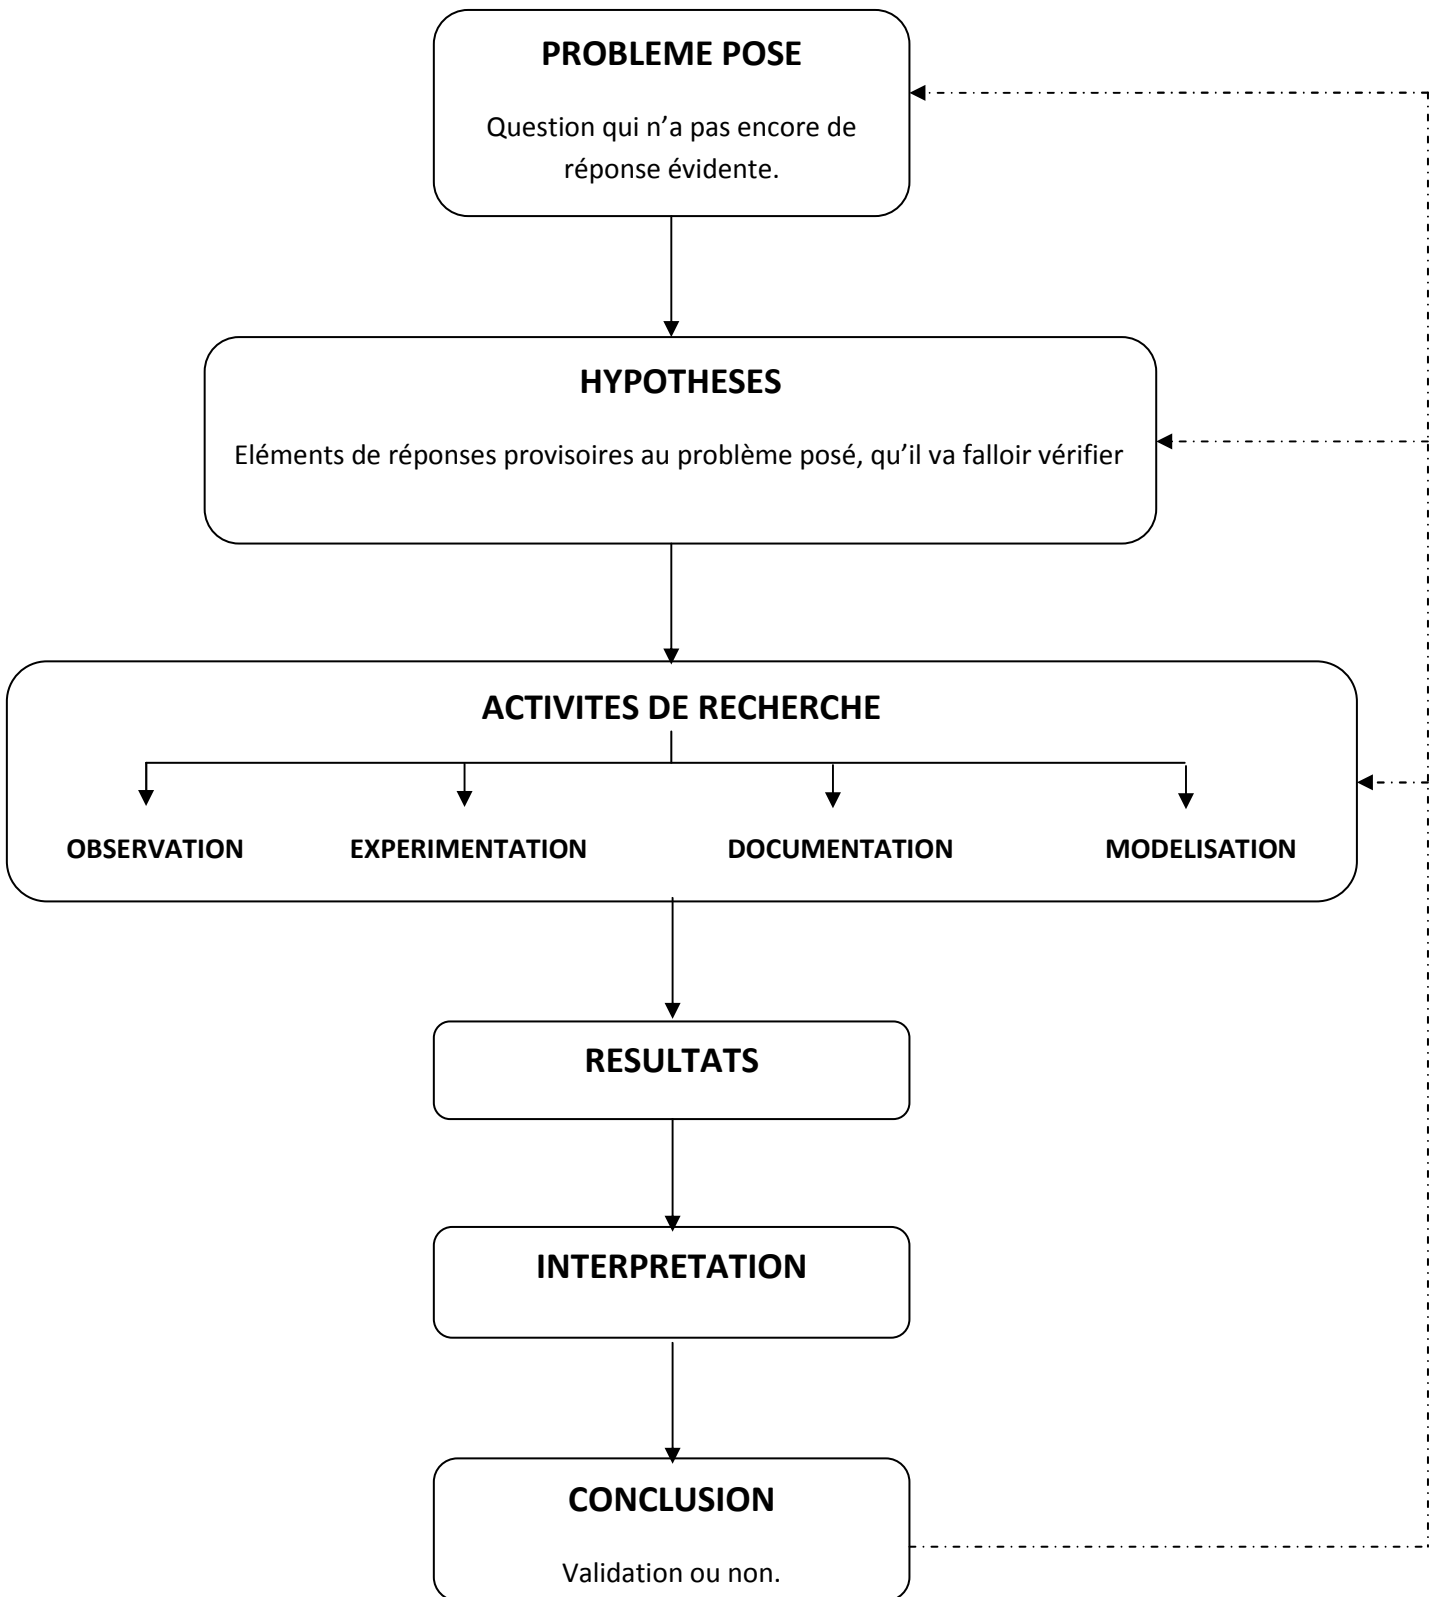 PROBLEME POSE
Question qui n’a pas encore de
réponse évidente.
HYPOTHESES
Eléments de réponses provisoires au problème posé, qu’il va falloir vérifier
ACTIVITES DE RECHERCHE
OBSERVATION EXPERIMENTATION DOCUMENTATION MODELISATION
RESULTATS
INTERPRETATION
CONCLUSION
Validation ou non.